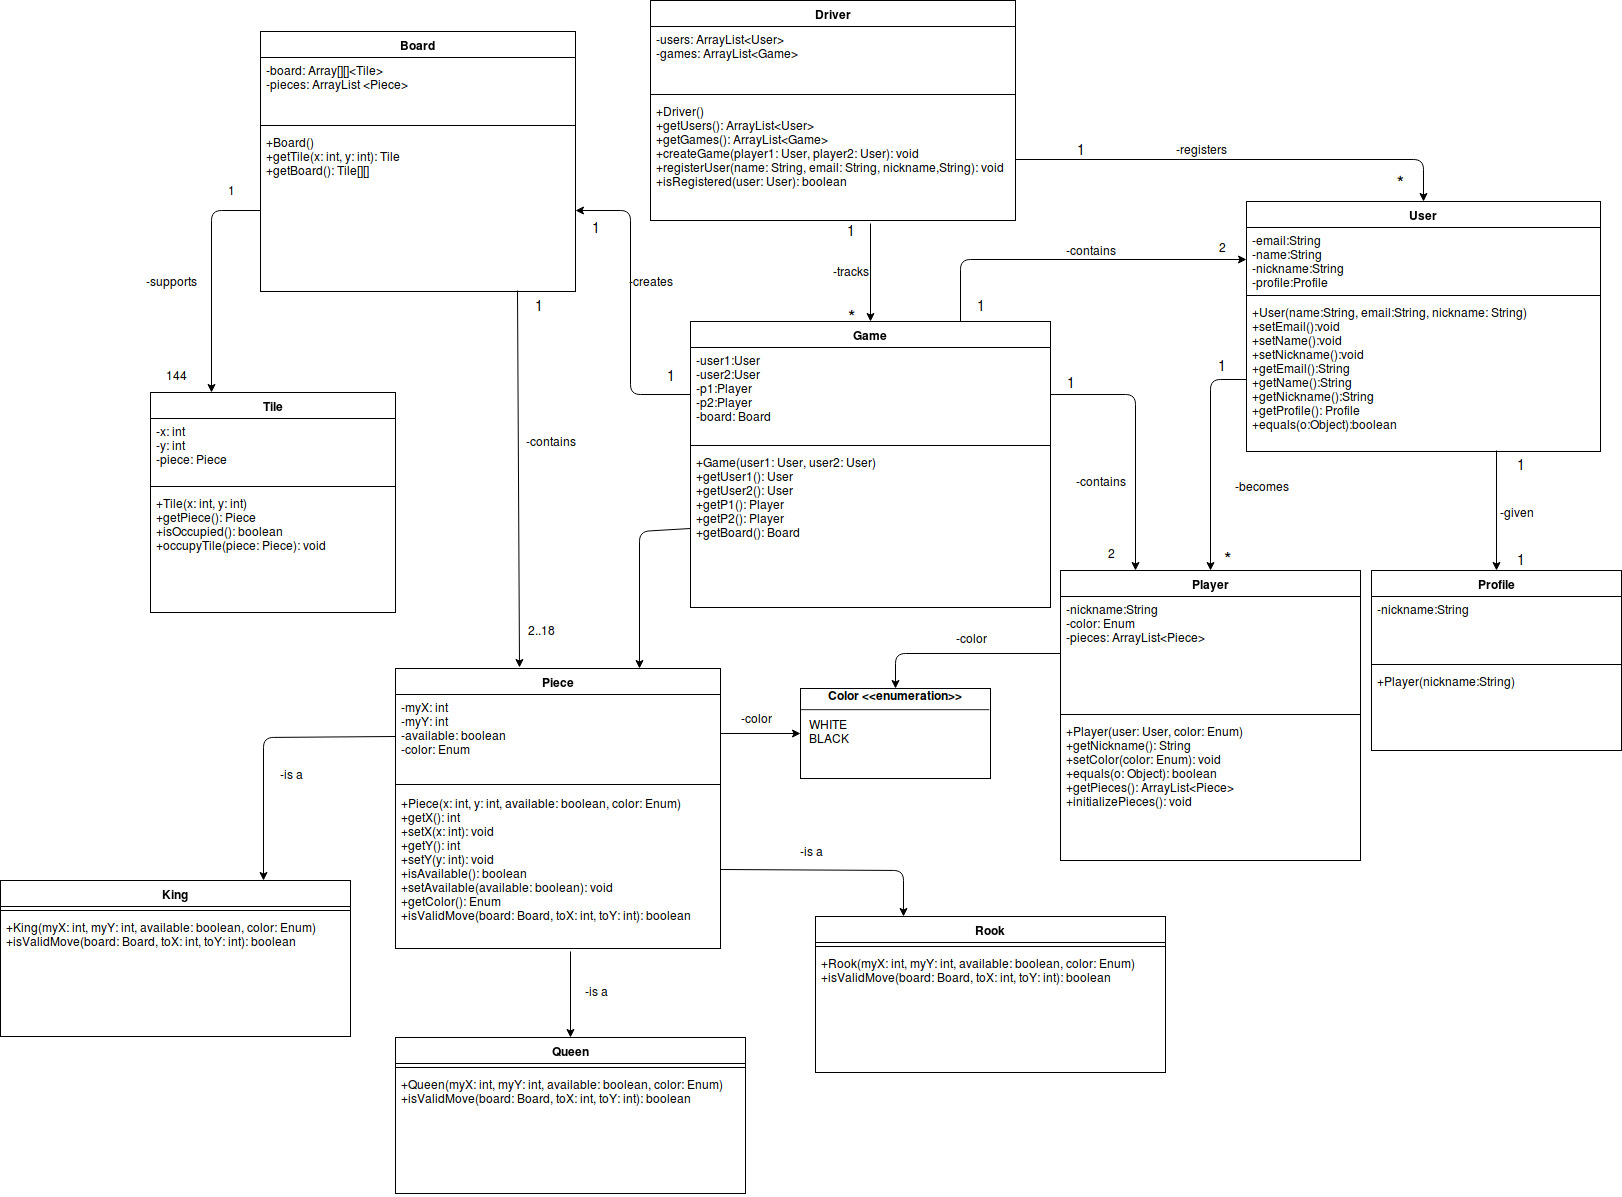 Driver
-users: ArrayList<User>
-games: ArrayList<Game>
+Driver()
+getUsers(): ArrayList<User>
+getGames(): ArrayList<Game>
+createGame(player1: User, player2: User): void
+registerUser(name: String, email: String, nickname,String): void
+isRegistered(user: User): boolean
Board
-board: Array[][]<Tile>
-pieces: ArrayList <Piece>
+Board()
+getTile(x: int, y: int): Tile
+getBoard(): Tile[][]
1
-registers
*
User
-email:String
-name:String
-nickname:String
-profile:Profile
+User(name:String, email:String, nickname: String)
+setEmail():void
+setName():void
+setNickname():void
+getEmail():String
+getName():String
+getNickname():String
+getProfile(): Profile
+equals(o:Object):boolean
1
-supports
144
1
-creates
1
1
-tracks
*
1
-contains
2
Tile
-x: int
-y: int
-piece: Piece
+Tile(x: int, y: int)
+getPiece(): Piece
+isOccupied(): boolean
+occupyTile(piece: Piece): void
1
-contains
2..18
Game
-user1:User
-user2:User
-p1:Player
-p2:Player
-board: Board
+Game(user1: User, user2: User)
+getUser1(): User
+getUser2(): User
+getP1(): Player
+getP2(): Player
+getBoard(): Board
1
-contains
2
1
-becomes
*
1
-given
1
Player
-nickname:String
-color: Enum
-pieces: ArrayList<Piece>
+Player(user: User, color: Enum)
+getNickname(): String
+setColor(color: Enum): void
+equals(o: Object): boolean
+getPieces(): ArrayList<Piece>
+initializePieces(): void
Profile
-nickname:String
+Player(nickname:String)
-color
Color <<enumeration>>
WHITE
BLACK
-color
Piece
-myX: int
-myY: int
-available: boolean
-color: Enum
+Piece(x: int, y: int, available: boolean, color: Enum)
+getX(): int
+setX(x: int): void
+getY(): int
+setY(y: int): void
+isAvailable(): boolean
+setAvailable(available: boolean): void
+getColor(): Enum
+isValidMove(board: Board, toX: int, toY: int): boolean
-is a
King
+King(myX: int, myY: int, available: boolean, color: Enum)
+isValidMove(board: Board, toX: int, toY: int): boolean
-is a
Rook
+Rook(myX: int, myY: int, available: boolean, color: Enum)
+isValidMove(board: Board, toX: int, toY: int): boolean
-is a
Queen
+Queen(myX: int, myY: int, available: boolean, color: Enum)
+isValidMove(board: Board, toX: int, toY: int): boolean